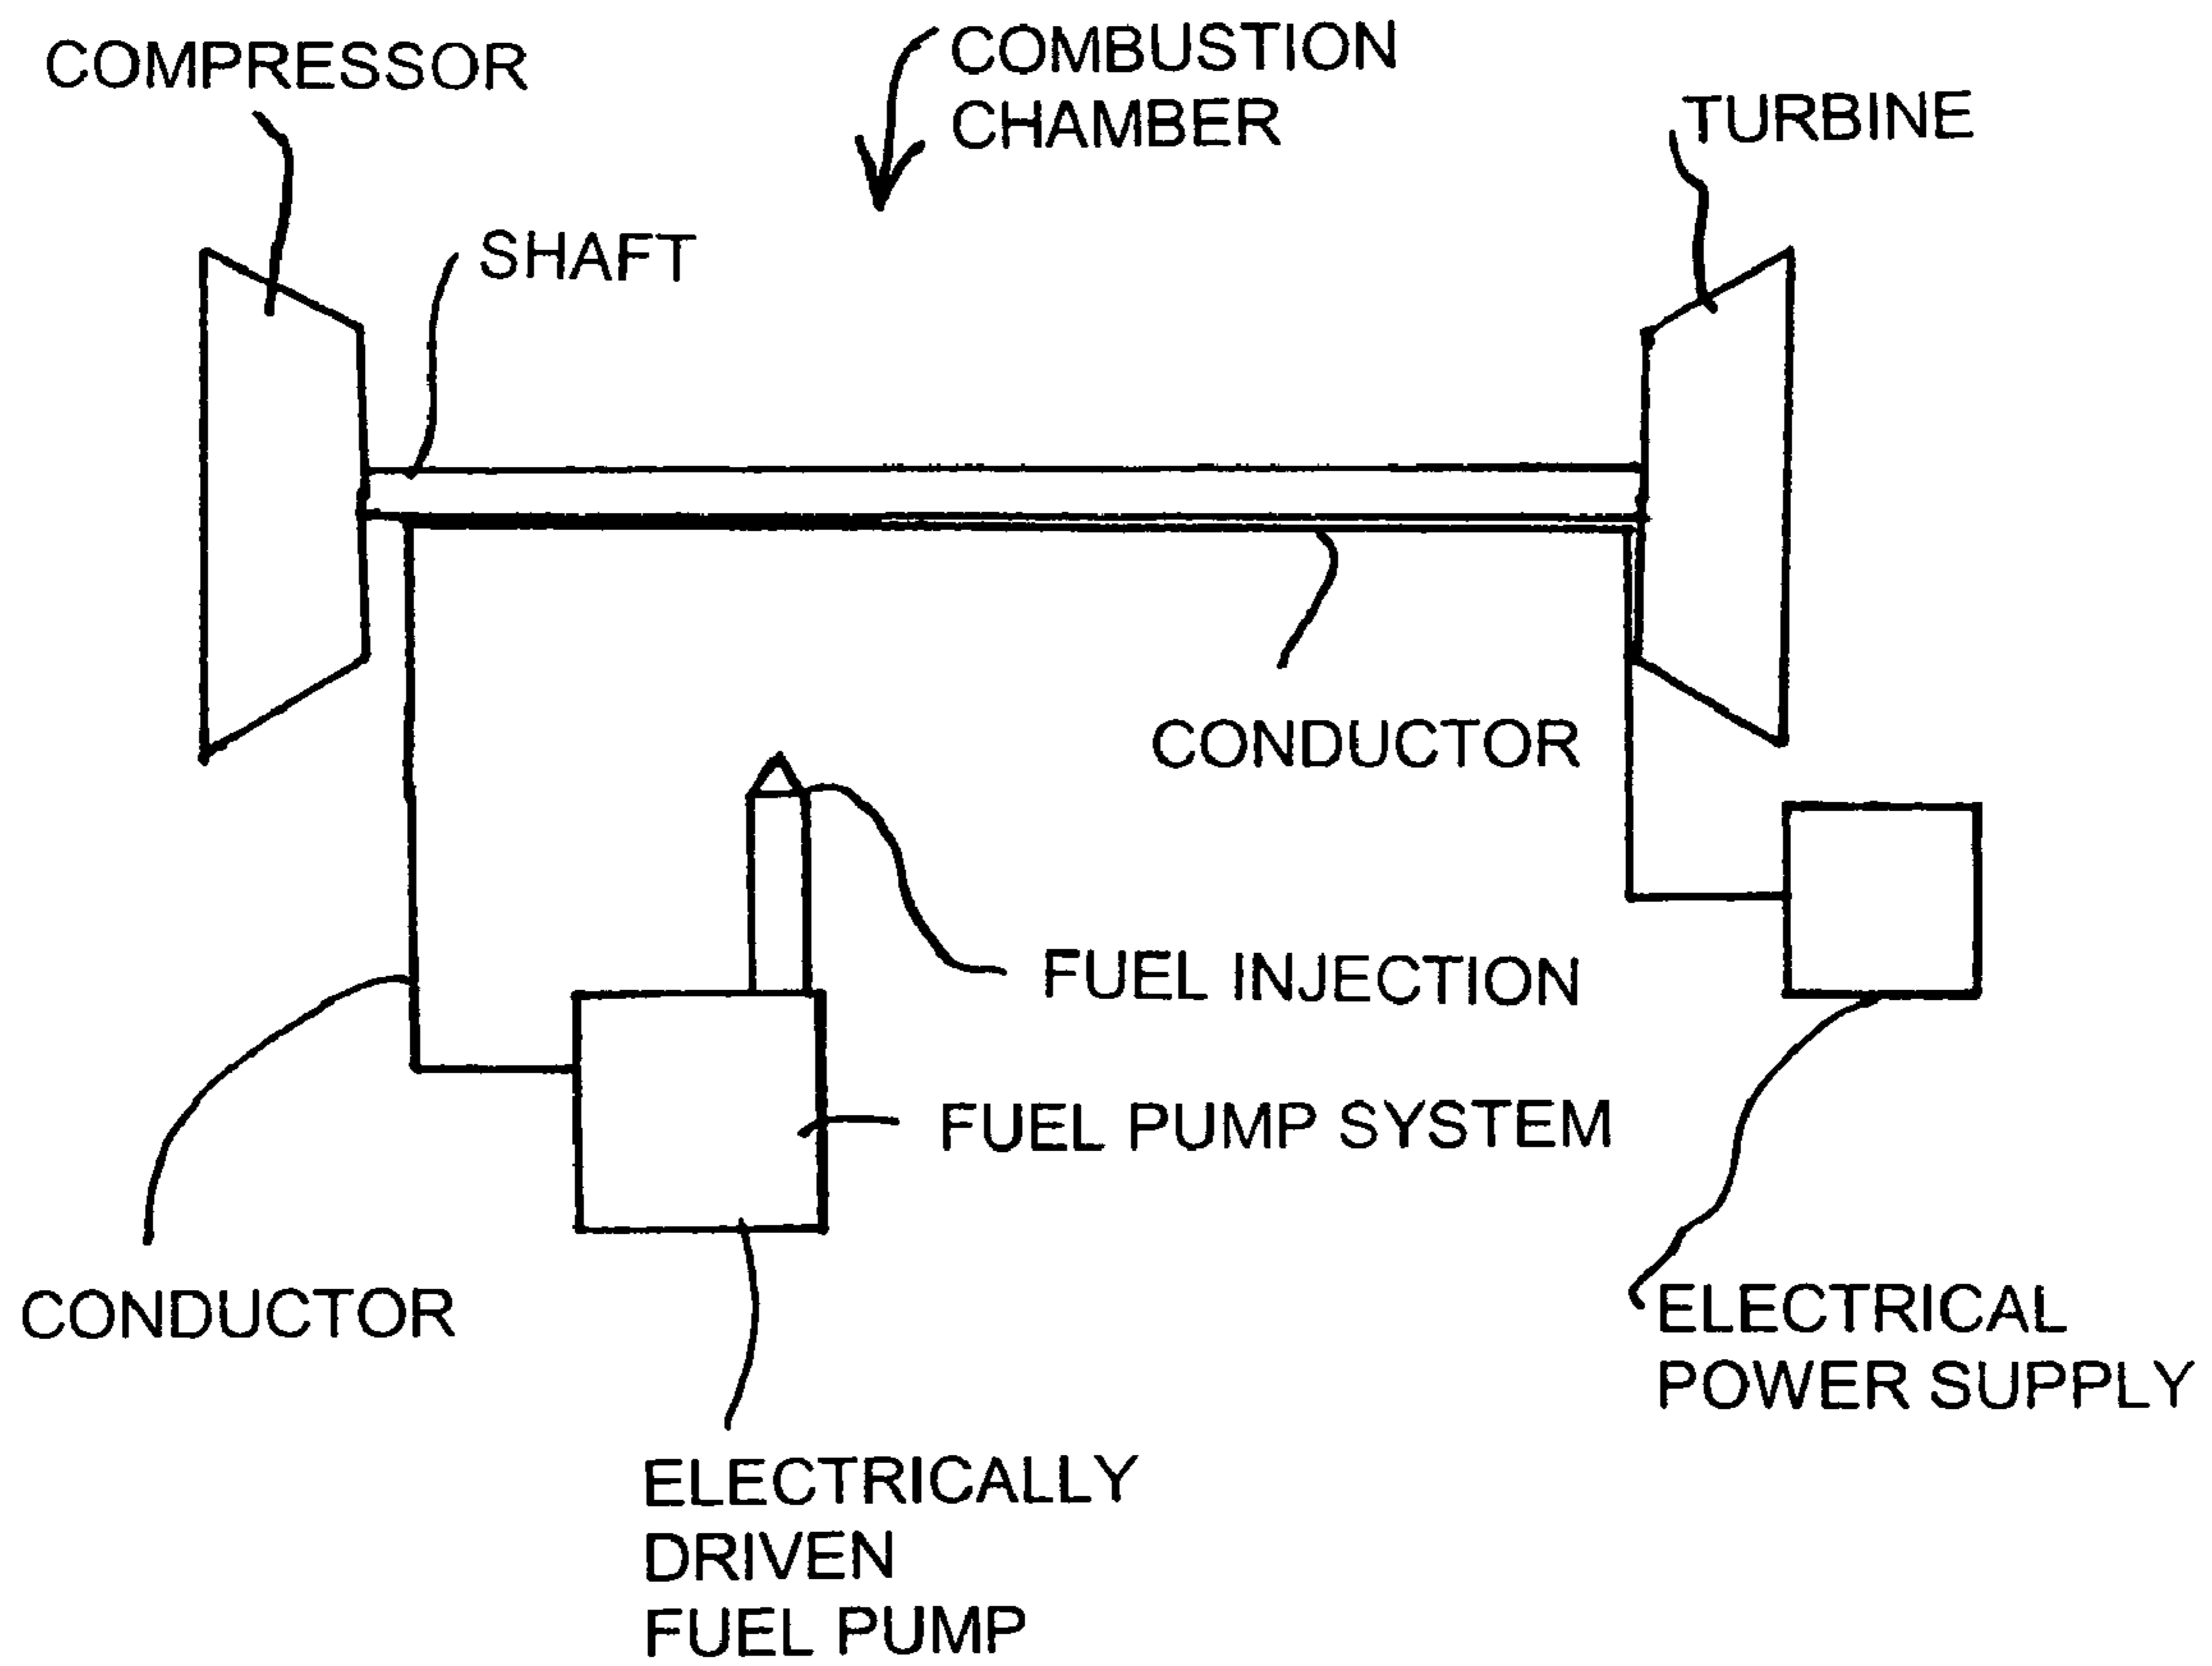 COMPRESSOR
COMBUSTION
CHAMBER
TURBINE
SHAFT
CONDUCTOR
FUEL INJECTION
FUEL PUMP SYSTEM
CONDUCTOR
ELECTRICAL
POWER SUPPLY
ELECTRICALLY
DRIVEN
FUEL PUMP